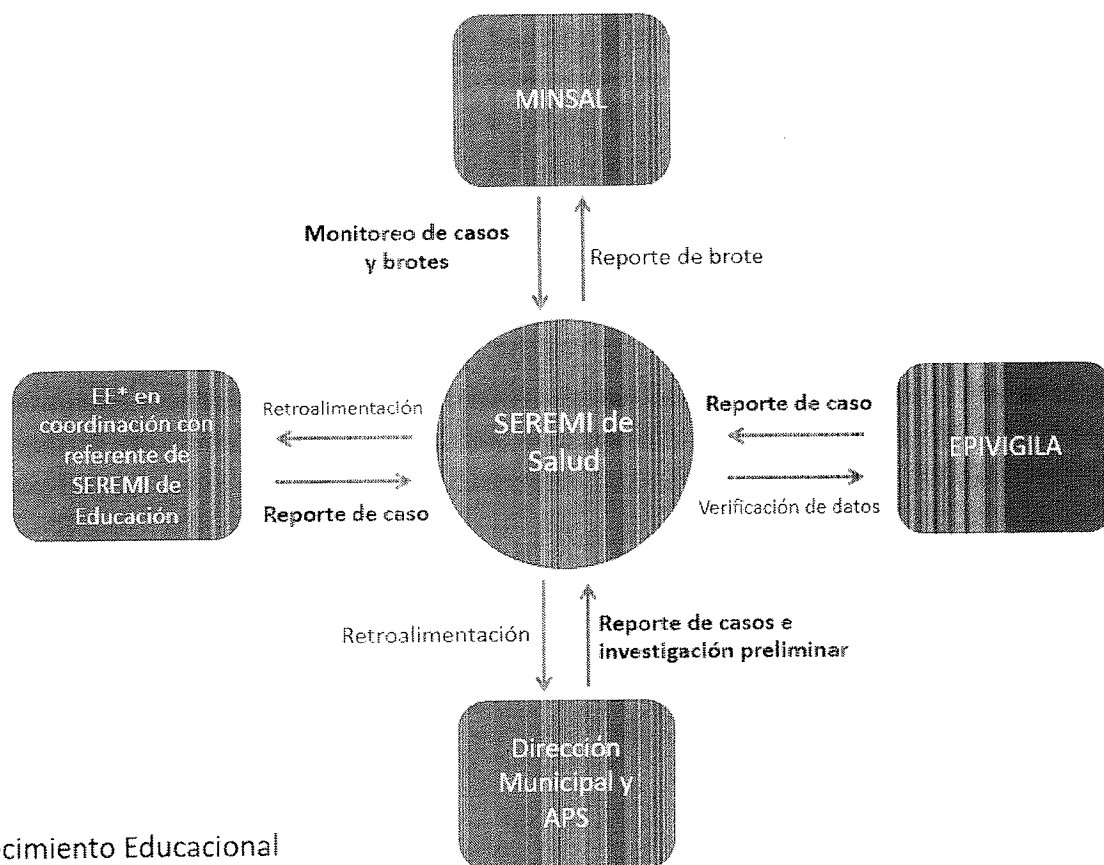 MINSAL
Monitoreo de casos
y brotes
Reporte de brote
EE* en
coordinación con
referente de
SEREMI de
Educación
Retroalimentación
Reporte de caso
SEREMI de
Salud
Reporte de caso
Verificación de datos
EPIVIGILA
Retroalimentación
Reporte de casos e
investigación preliminar
Dirección
Municipal y
APS
ecimiento Educacional